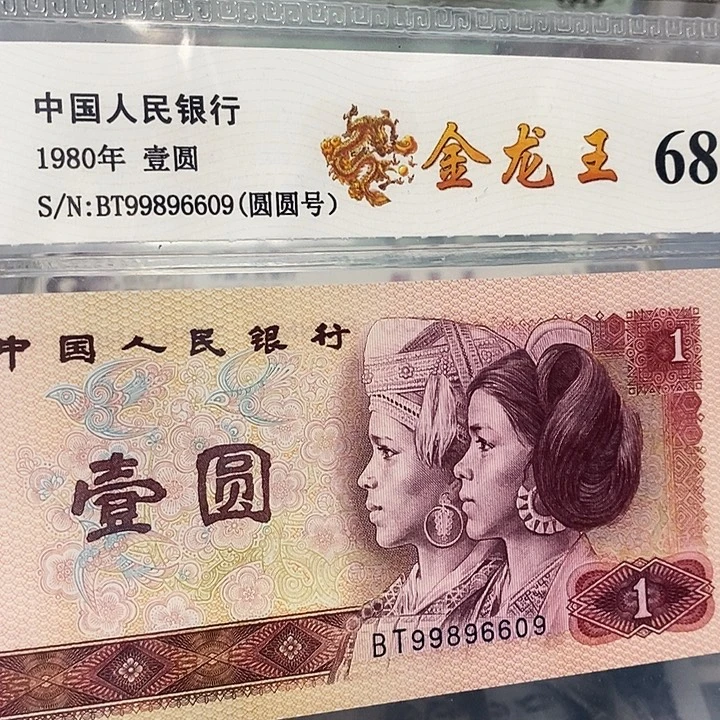 中国人民银行
1980年 壹圆
S/N:BT99896609(圆圆号)
金龙王 68
中国人民银行
1
壹圆
1
BT99896609